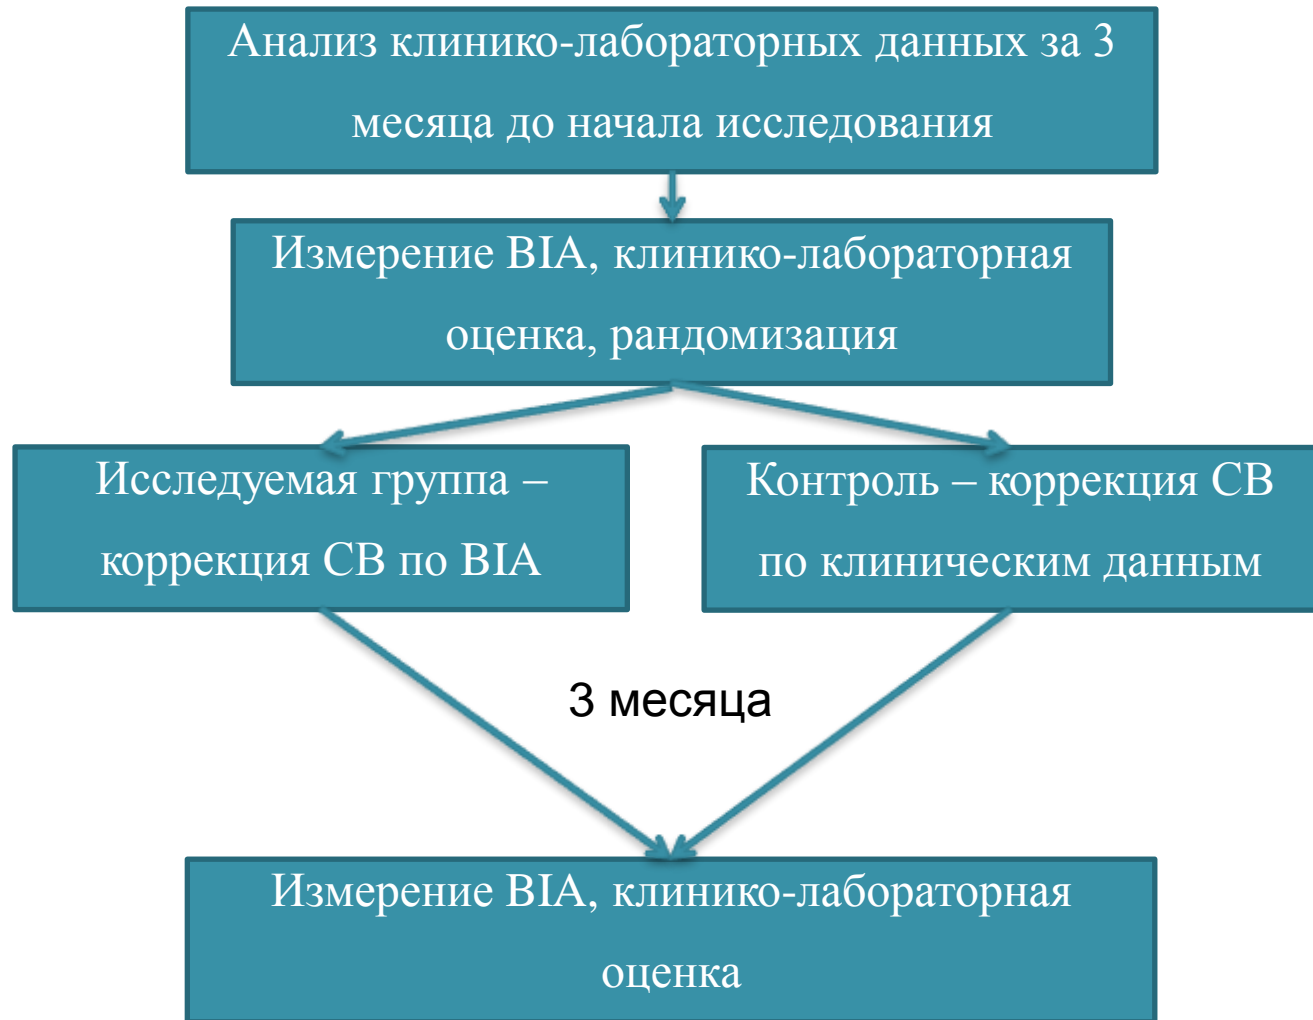 Анализ клинико-лабораторных данных за 3
месяца до начала исследования
Измерение BIA, клинико-лабораторная
оценка, рандомизация
Исследуемая группа –
коррекция СВ по BIA
Контроль – коррекция СВ
по клиническим данным
3 месяца
Измерение BIA, клинико-лабораторная
оценка